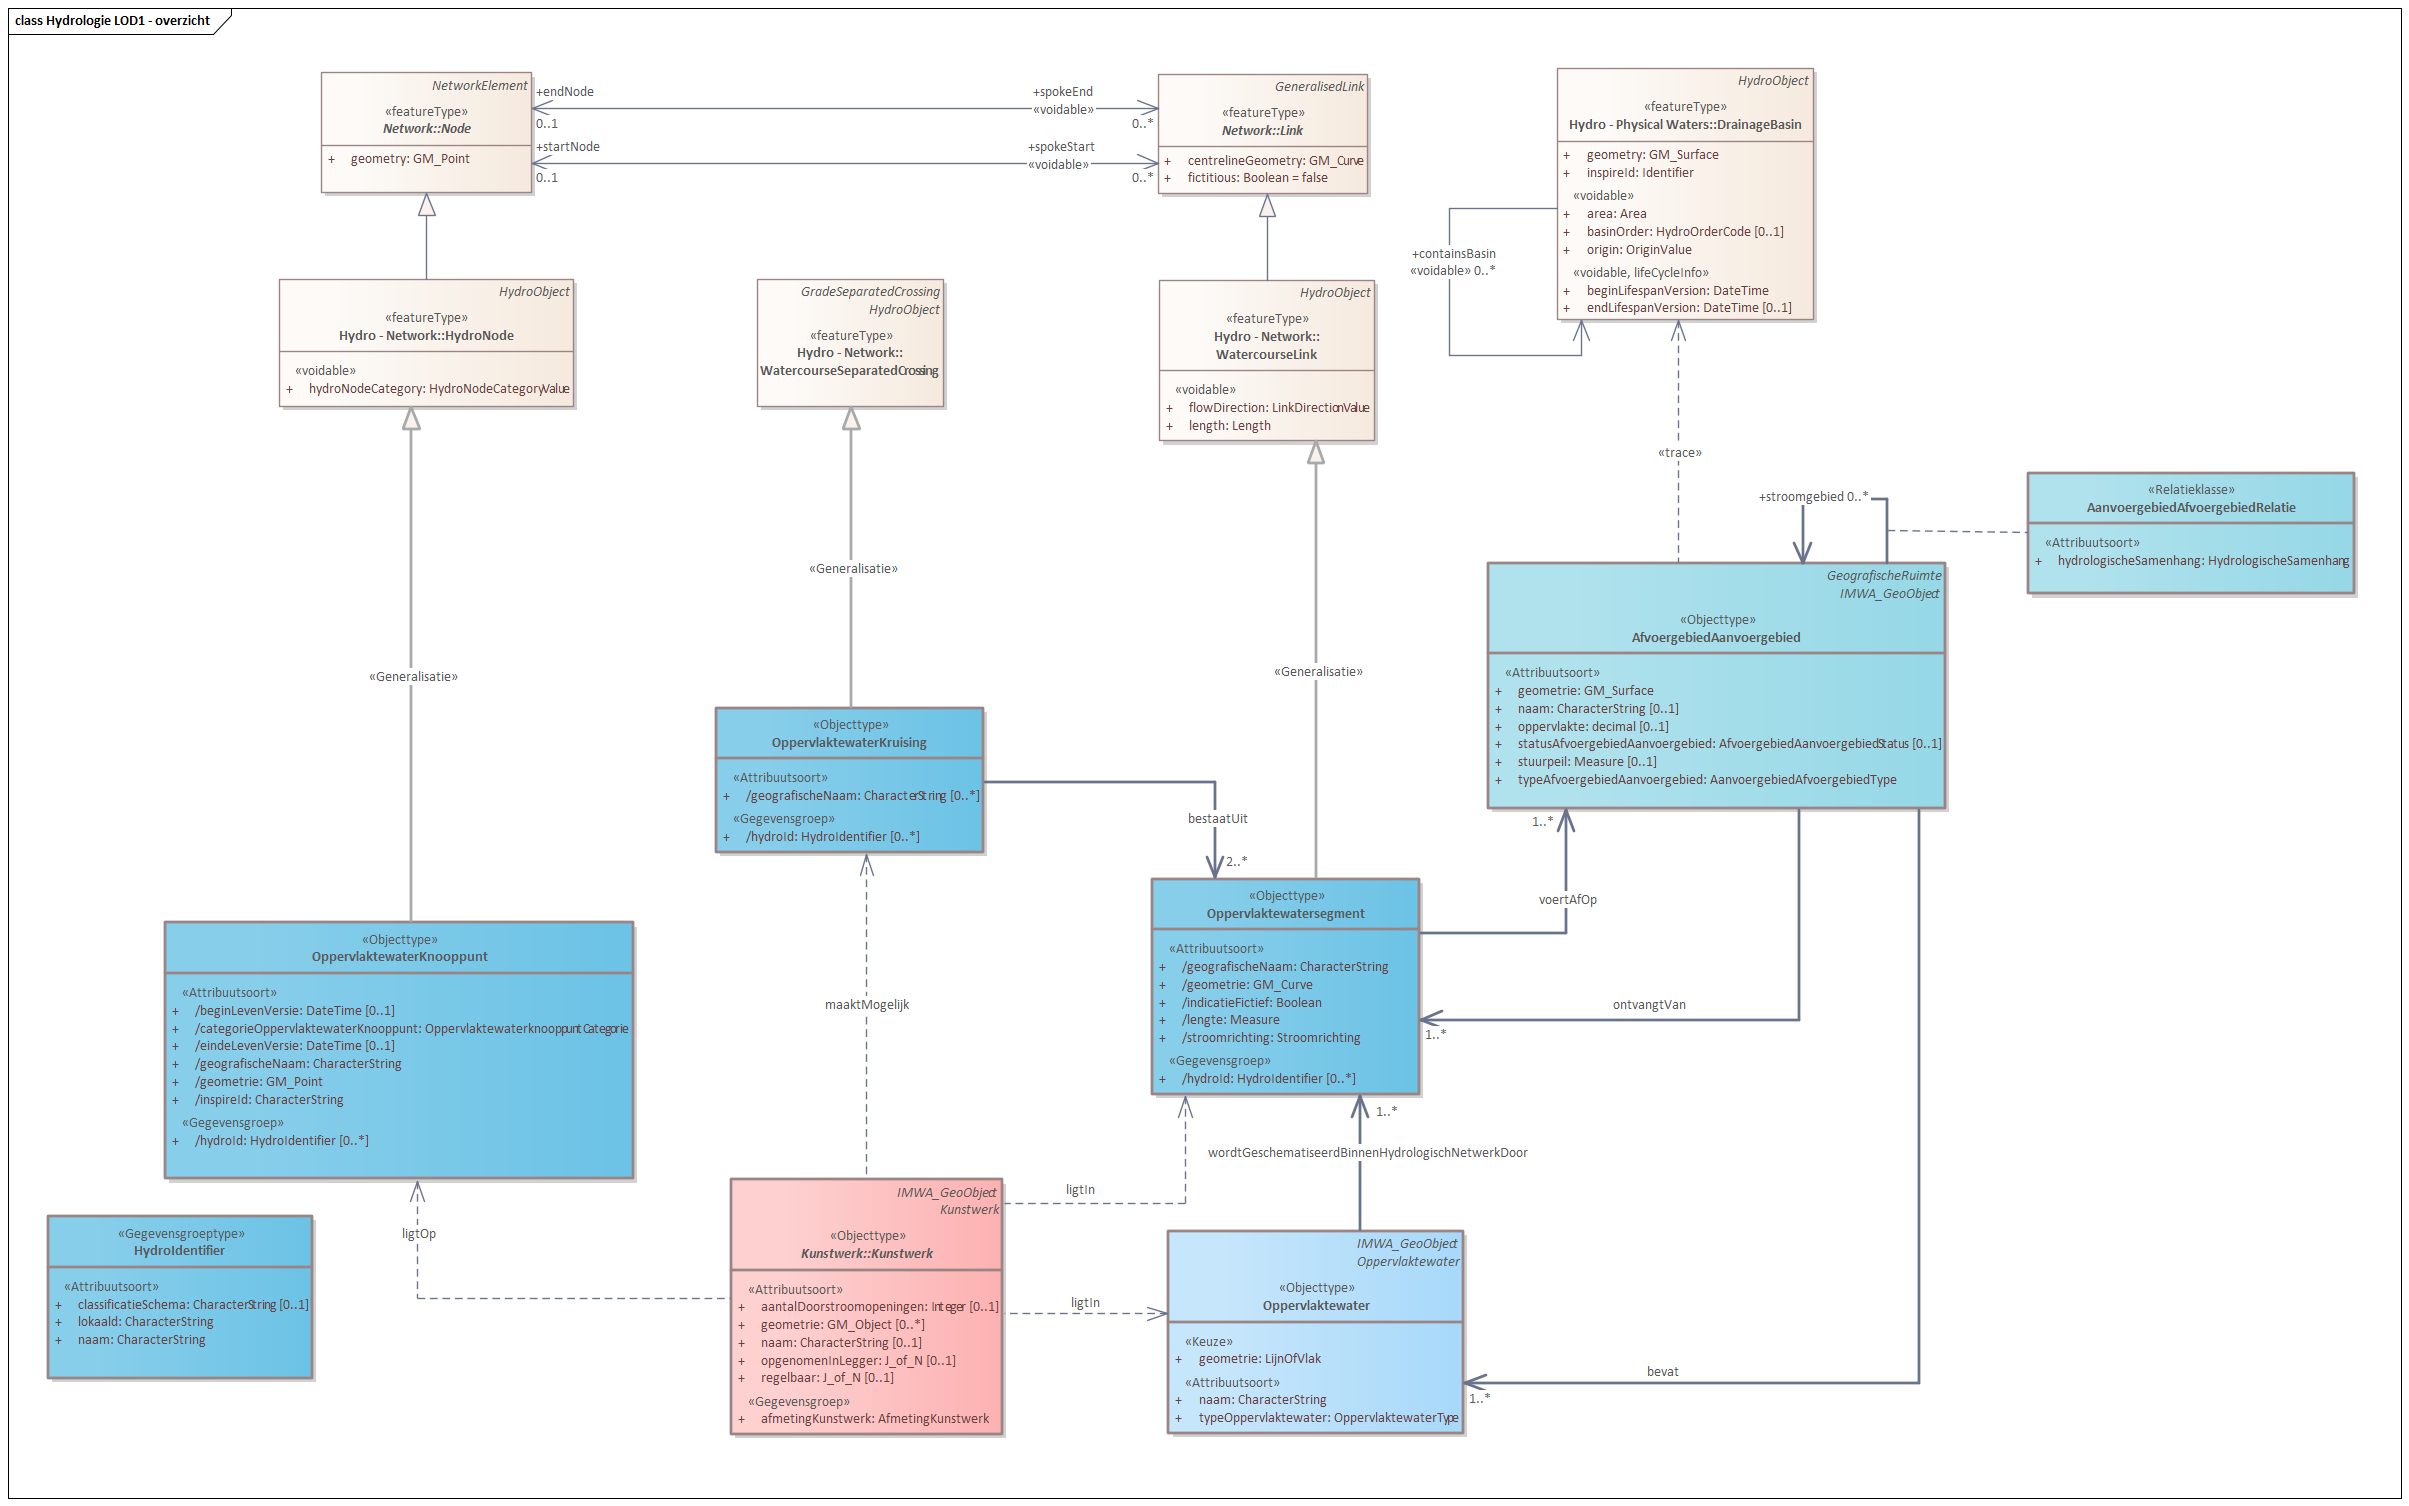 class Hydrologie LOD1 - overzicht
NetworkElement
«featureType»
Network::Node
+ geometry: GM_Point
+endNode
0..1
+startNode
0..1
+spokeEnd
«voidable»
0..*
+spokeStart
«voidable»
0..*
GeneralisedLink
«featureType»
Network::Link
+ centrelineGeometry: GM_Curve
+ fictitious: Boolean = false
HydroObject
«featureType»
Hydro - Physical Waters::DrainageBasin
+ geometry: GM_Surface
+ inspireId: Identifier
«voidable»
+ area: Area
+ basinOrder: HydroOrderCode [0..1]
+ origin: OriginValue
«voidable, lifeCycleInfo»
+ beginLifespanVersion: DateTime
+ endLifespanVersion: DateTime [0..1]
+containsBasin
«voidable» 0..*
HydroObject
«featureType»
Hydro - Network::HydroNode
«voidable»
+ hydroNodeCategory: HydroNodeCategoryValue
GradeSeparatedCrossing
HydroObject
«featureType»
Hydro - Network::
WatercourseSeparatedCrossing
HydroObject
«featureType»
Hydro - Network::
WatercourseLink
«voidable»
+ flowDirection: LinkDirectionValue
+ length: Length
«trace»
+stroomgebied 0..*
«Relatieklasse»
AanvoergebiedAfvoergebiedRelatie
«Attribuutsoort»
+ hydrologischeSamenhang: HydrologischeSamenhang
«Generalisatie»
«Generalisatie»
«Generalisatie»
GeografischeRuimte
IMWA_GeoObject
«Objecttype»
AfvoergebiedAanvoergebied
«Attribuutsoort»
+ geometrie: GM_Surface
+ naam: CharacterString [0..1]
+ oppervlakte: decimal [0..1]
+ statusAfvoergebiedAanvoergebied: AfvoergebiedAanvoergebiedStatus [0..1]
+ stuurpeil: Measure [0..1]
+ typeAfvoergebiedAanvoergebied: AanvoergebiedAfvoergebiedType
«Objecttype»
OppervlaktewaterKruising
«Attribuutsoort»
+ /geografischeNaam: CharacterString [0..*]
«Gegevensgroep»
+ /hydroId: HydroIdentifier [0..*]
bestaatUit
2..*
1..*
voertAfOp
ontvangtVan
1..*
«Objecttype»
Oppervlaktewatersegment
«Attribuutsoort»
+ /geografischeNaam: CharacterString
+ /geometrie: GM_Curve
+ /indicatieFictief: Boolean
+ /lengte: Measure
+ /stroomrichting: Stroomrichting
«Gegevensgroep»
+ /hydroId: HydroIdentifier [0..*]
«Objecttype»
OppervlaktewaterKnooppunt
«Attribuutsoort»
+ /beginLevenVersie: DateTime [0..1]
+ /categorieOppervlaktewaterKnooppunt: OppervlaktewaterknooppuntCategorie
+ /eindeLevenVersie: DateTime [0..1]
+ /geografischeNaam: CharacterString
+ /geometrie: GM_Point
+ /inspireId: CharacterString
«Gegevensgroep»
+ /hydroId: HydroIdentifier [0..*]
maaktMogelijk
1..*
wordtGeschematiseerdBinnenHydrologischNetwerkDoor
ligtIn
ligtOp
ligtIn
«Gegevensgroeptype»
HydroIdentifier
«Attribuutsoort»
+ classificatieSchema: CharacterString [0..1]
+ lokaalId: CharacterString
+ naam: CharacterString
IMWA_GeoObject
Kunstwerk
«Objecttype»
Kunstwerk::Kunstwerk
«Attribuutsoort»
+ aantalDoorstroomopeningen: Integer [0..1]
+ geometrie: GM_Object [0..*]
+ naam: CharacterString [0..1]
+ opgenomenInLegger: J_of_N [0..1]
+ regelbaar: J_of_N [0..1]
«Gegevensgroep»
+ afmetingKunstwerk: AfmetingKunstwerk
IMWA_GeoObject
Oppervlaktewater
«Objecttype»
Oppervlaktewater
«Keuze»
+ geometrie: LijnOfVlak
«Attribuutsoort»
+ naam: CharacterString
+ typeOppervlaktewater: OppervlaktewaterType
bevat
1..*